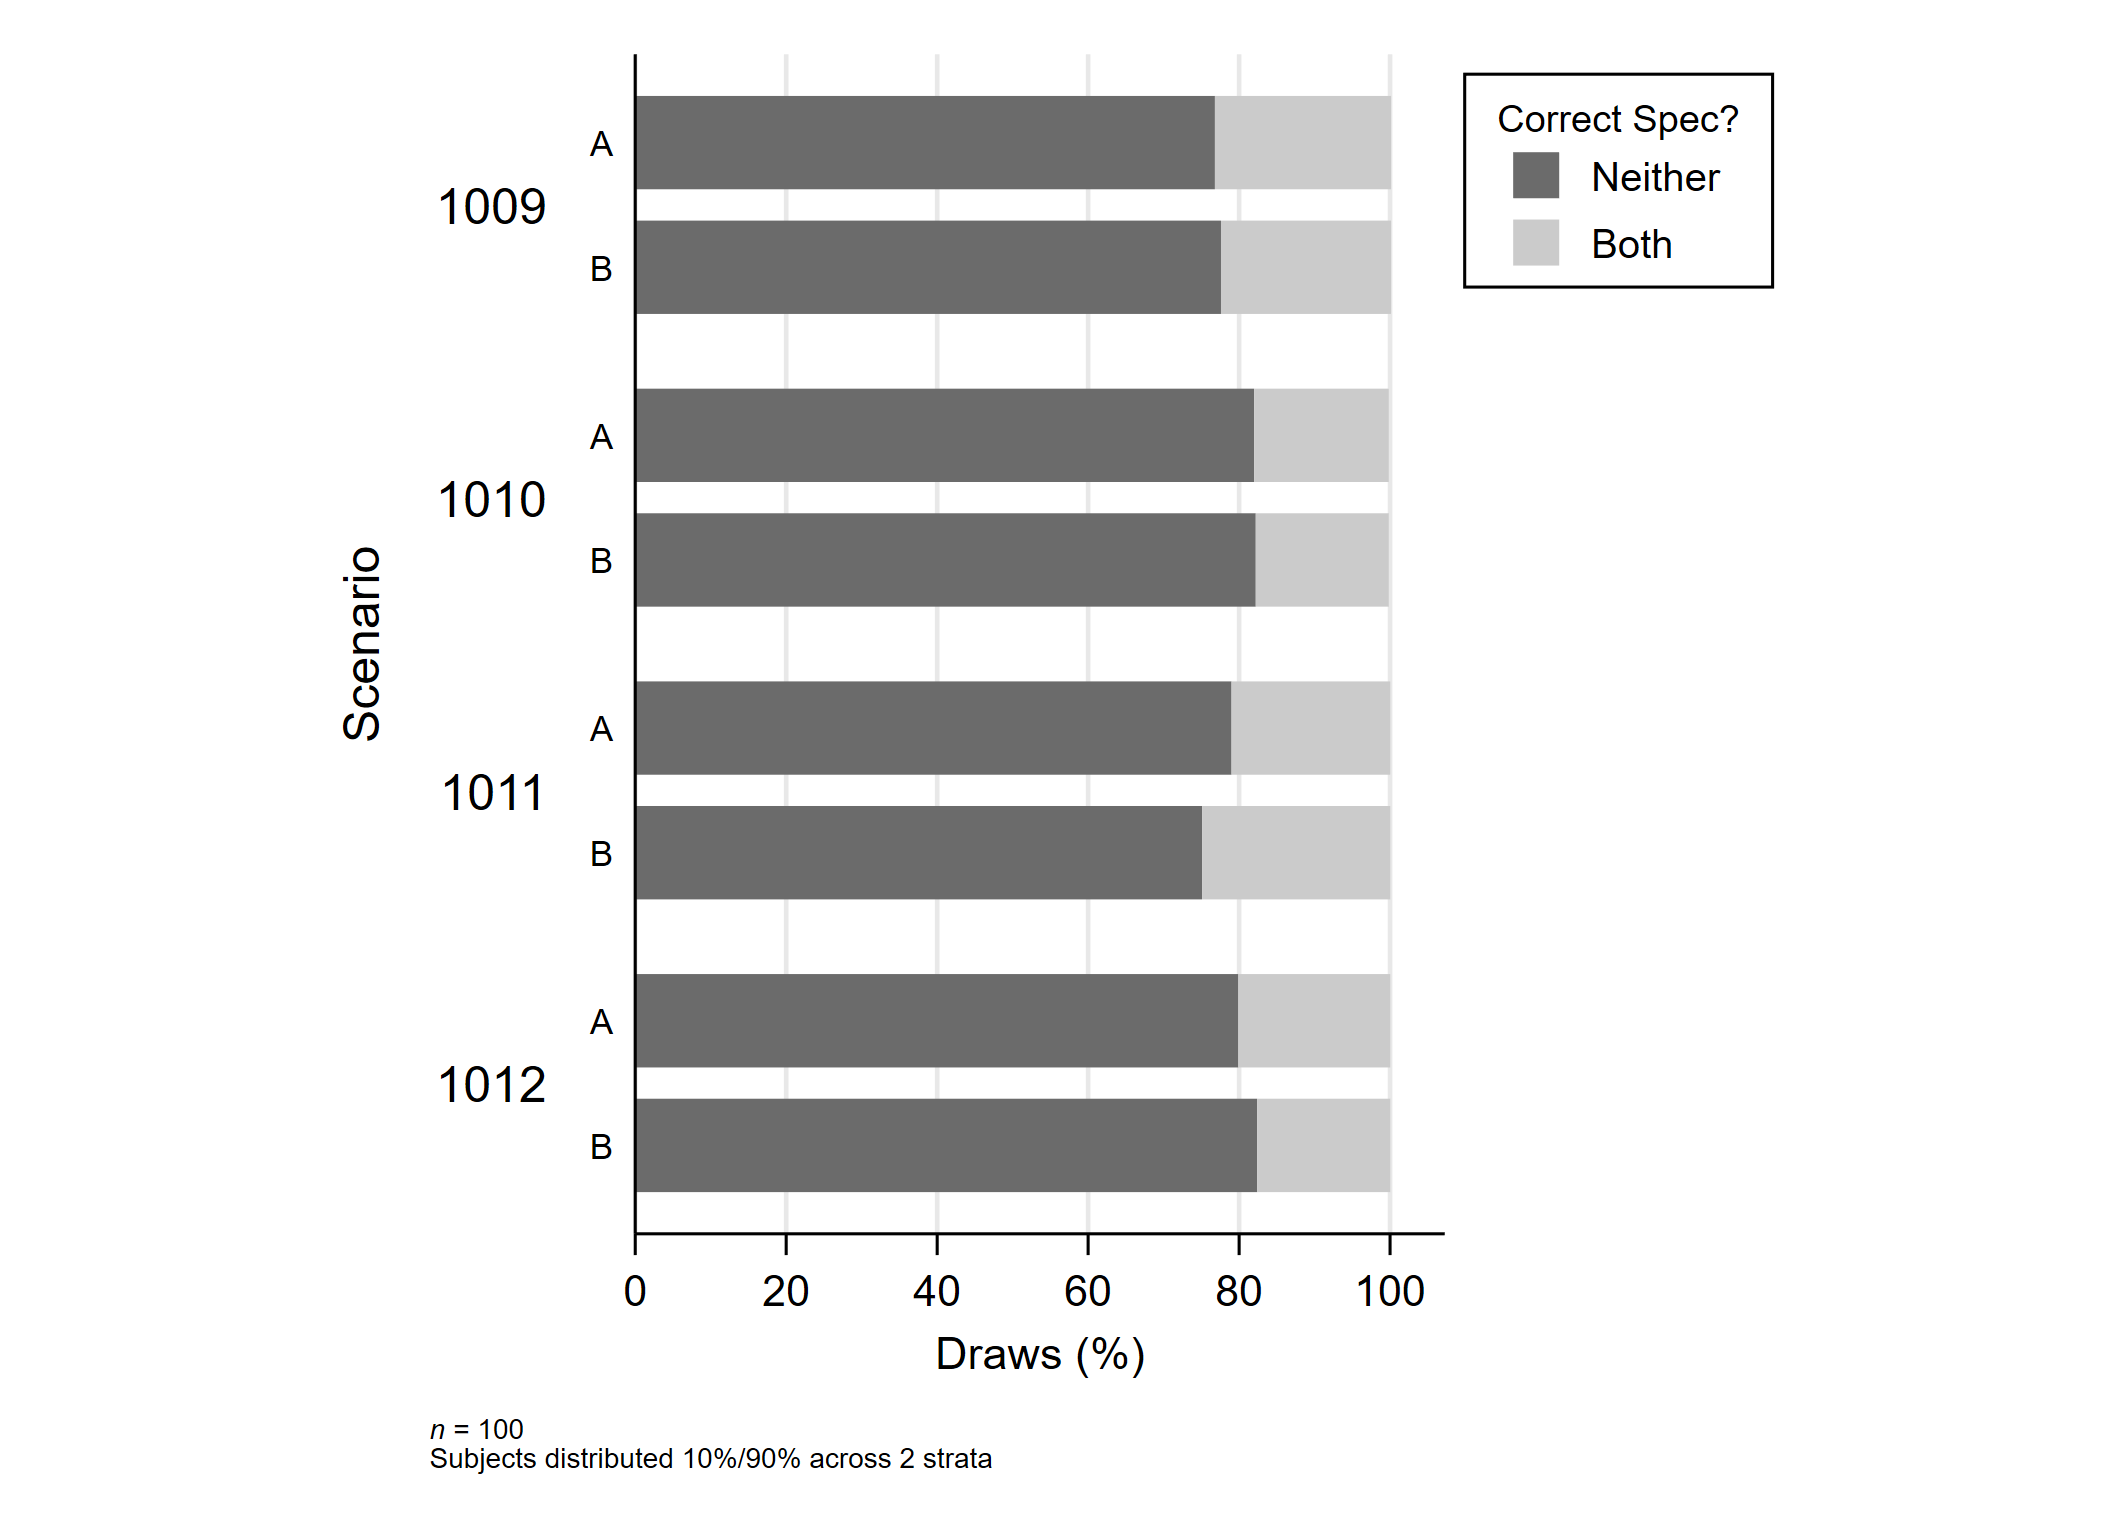 Correct Spec?
Neither
Both
Scenario
1009
A
B
1010
A
B
1011
A
B
1012
A
B
0 20 40 60 80 100
Draws (%)
n = 100
Subjects distributed 10%/90% across 2 strata